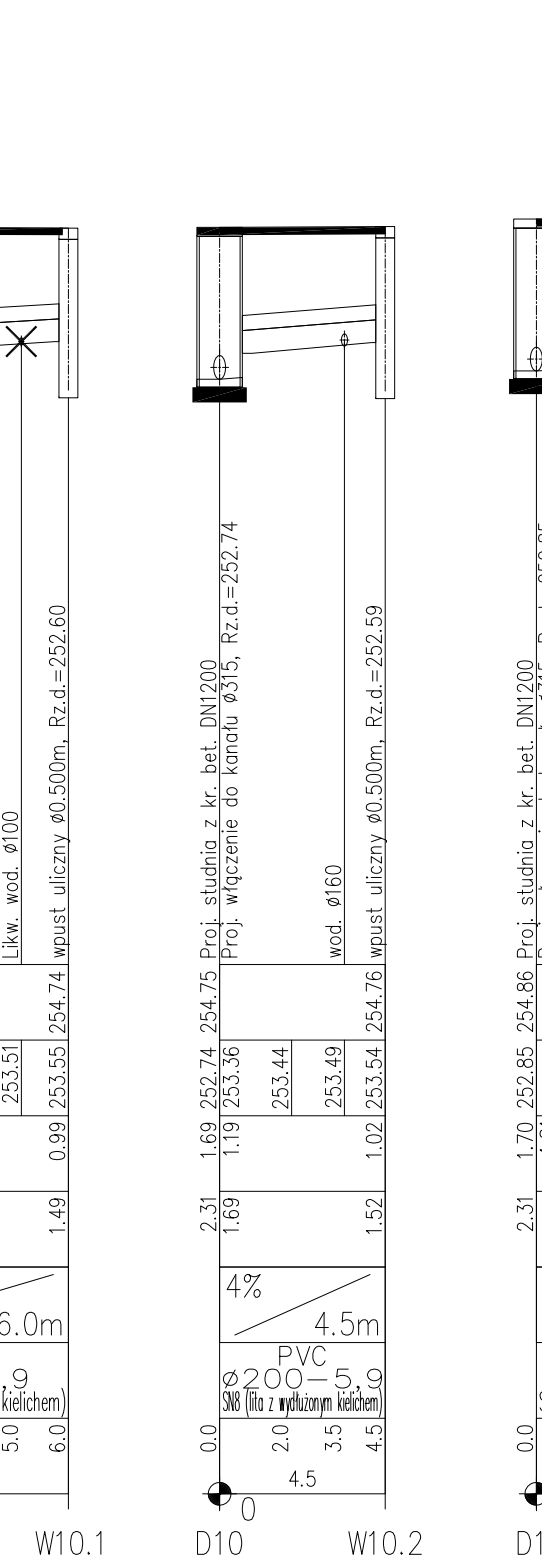 Likw. wod. ø100
wpust uliczny ø0.500m, Rz.d.=252.60
254.74
253.51
253.55
0.99
1.49
6.0m
,9
kielichem)
5.0
6.0
W10.1
Proj. studnia z kr. bet. DN1200
Proj. włączenie do kanału ø315, Rz.d.=252.74
wod. ø160
wpust uliczny ø0.500m, Rz.d.=252.59
254.75
254.76
252.74
253.36
253.44
253.49
253.54
1.69
1.19
1.02
2.31
1.69
1.52
4%
4.5m
PVC
ø200-5,9
SN8 (lita z wydłużonym kielichem)
0.0
2.0
3.5
4.5
4.5
0
D10
W10.2
Proj. studnia z kr. bet. DN1200
254.86
252.85
1.70
2.31
0.0
D1